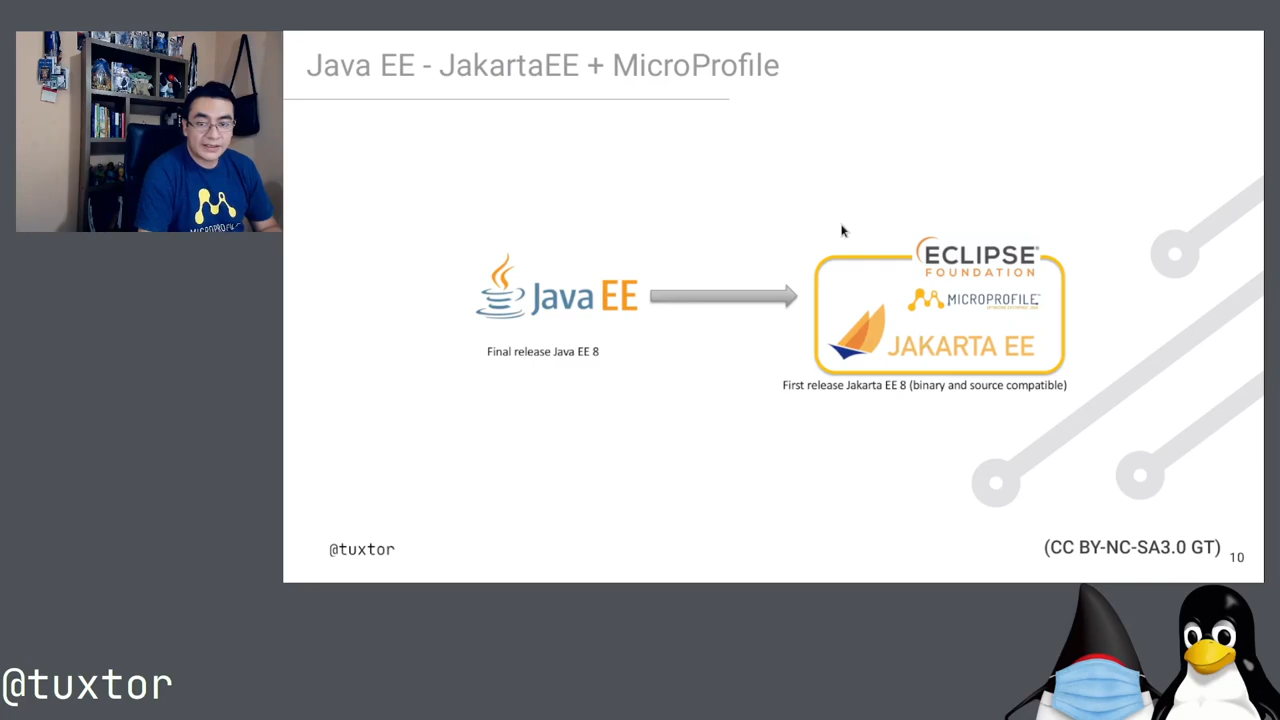 Java EE - JakartaEE + MicroProfile
ECLIPSE
FOUNDATION
MICROPROFILE
Java EE
JAKARTA EE
Final release Java EE 8
First release Jakarta EE 8 (binary and source compatible)
@tuxtor
(CC BY-NC-SA3.0 GT)
10
@tuxtor